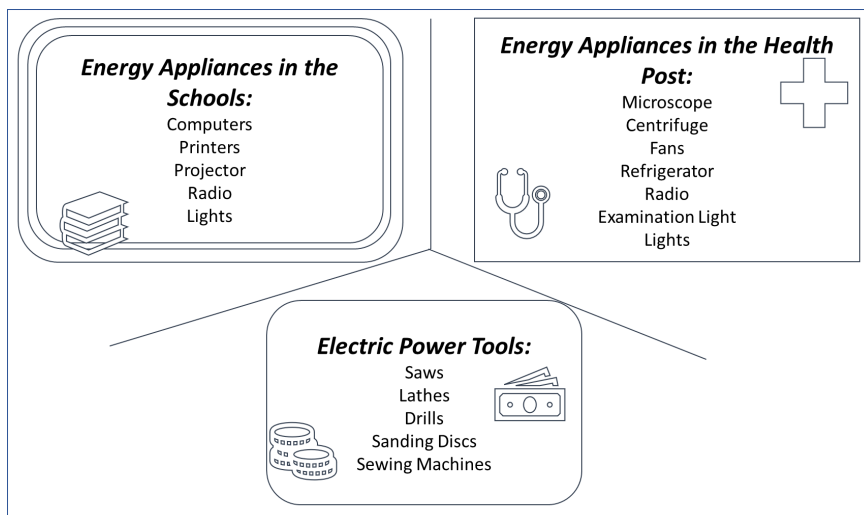 Energy Appliances in the
Schools:
Computers
Printers
Projector
Radio
Lights
Energy Appliances in the Health
Post:
Microscope
Centrifuge
Fans
Refrigerator
Radio
Examination Light
Lights
Electric Power Tools:
Saws
Lathes
Drills
Sanding Discs
Sewing Machines